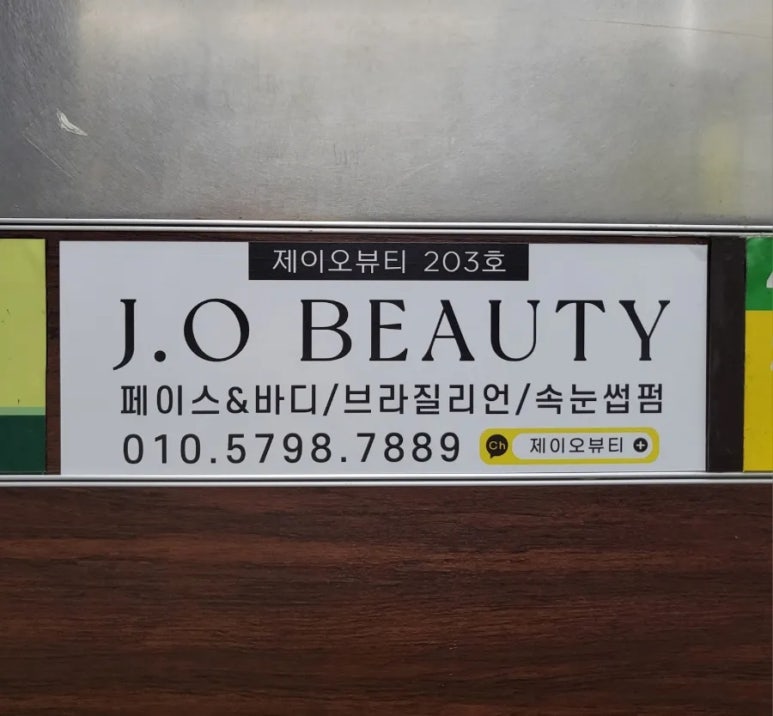 제이오뷰티 203호
J.O BEAUTY
페이스&바디/브라질리언/속눈썹펌
010.5798.7889
Ch 제이오뷰티 +